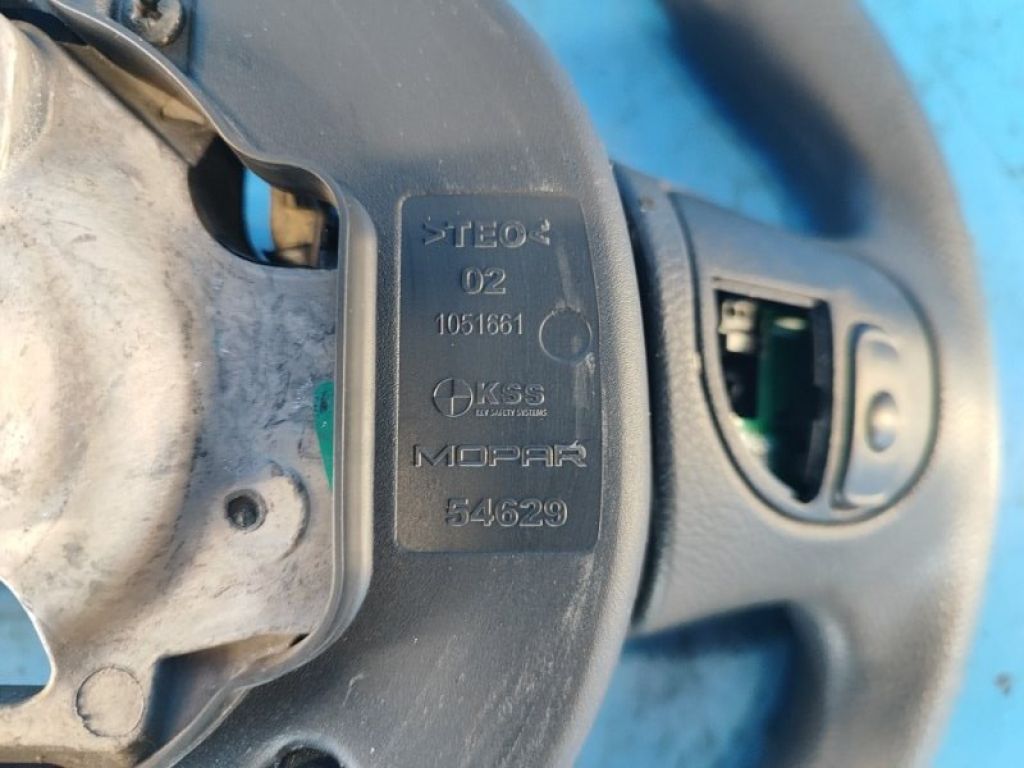 >TEO<
02
1051661
KSS
KEY SAFETY SYSTEMS
MOPAR
54629